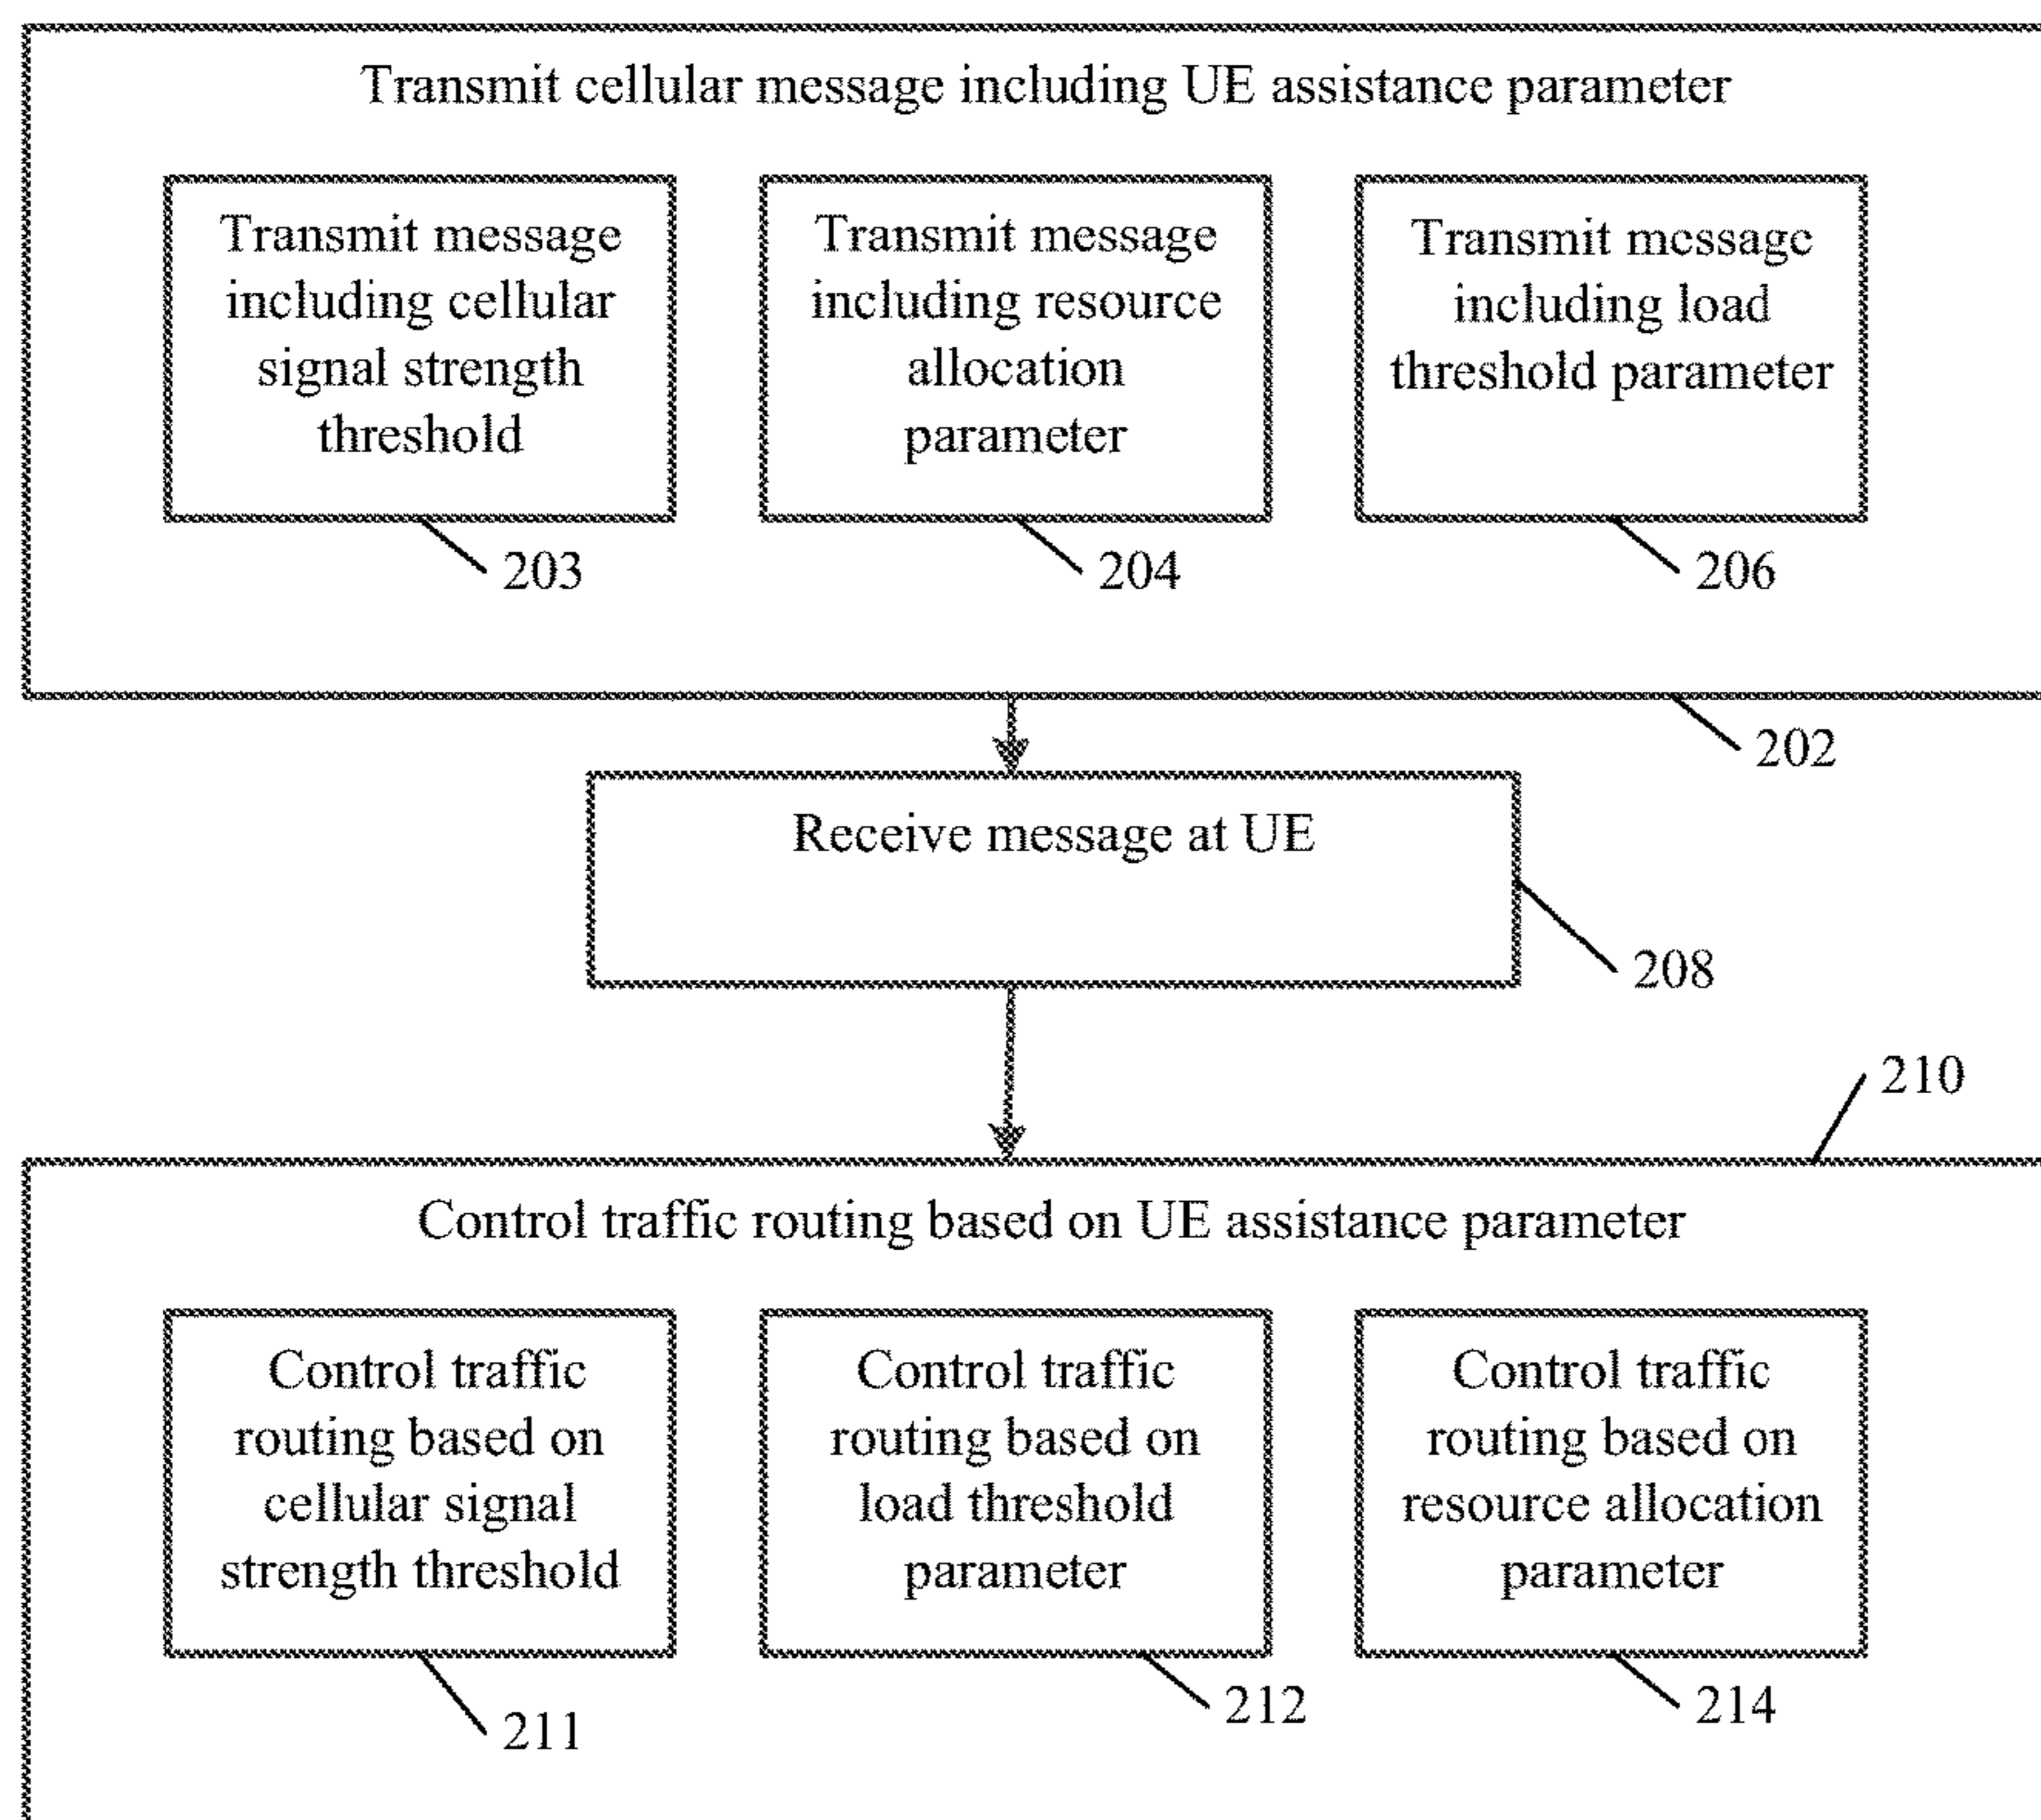 Transmit cellular message including UE assistance parameter
Transmit message
including cellular
signal strength
threshold
203
Transmit message
including resource
allocation
parameter
204
Transmit message
including load
threshold parameter
206
202
Receive message at UE
208
210
Control traffic routing based on UE assistance parameter
Control traffic
routing based on
cellular signal
strength threshold
211
Control traffic
routing based on
load threshold
parameter
212
Control traffic
routing based on
resource allocation
parameter
214